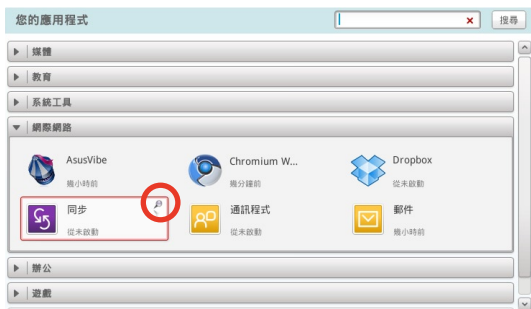 您的應用程式
搜尋
媒體
教育
系統工具
網際網路
AsusVibe
幾小時前
Chromium W...
幾分鐘前
Dropbox
從未啟動
同步
從未啟動
通訊程式
從未啟動
郵件
幾小時前
辦公
遊戲